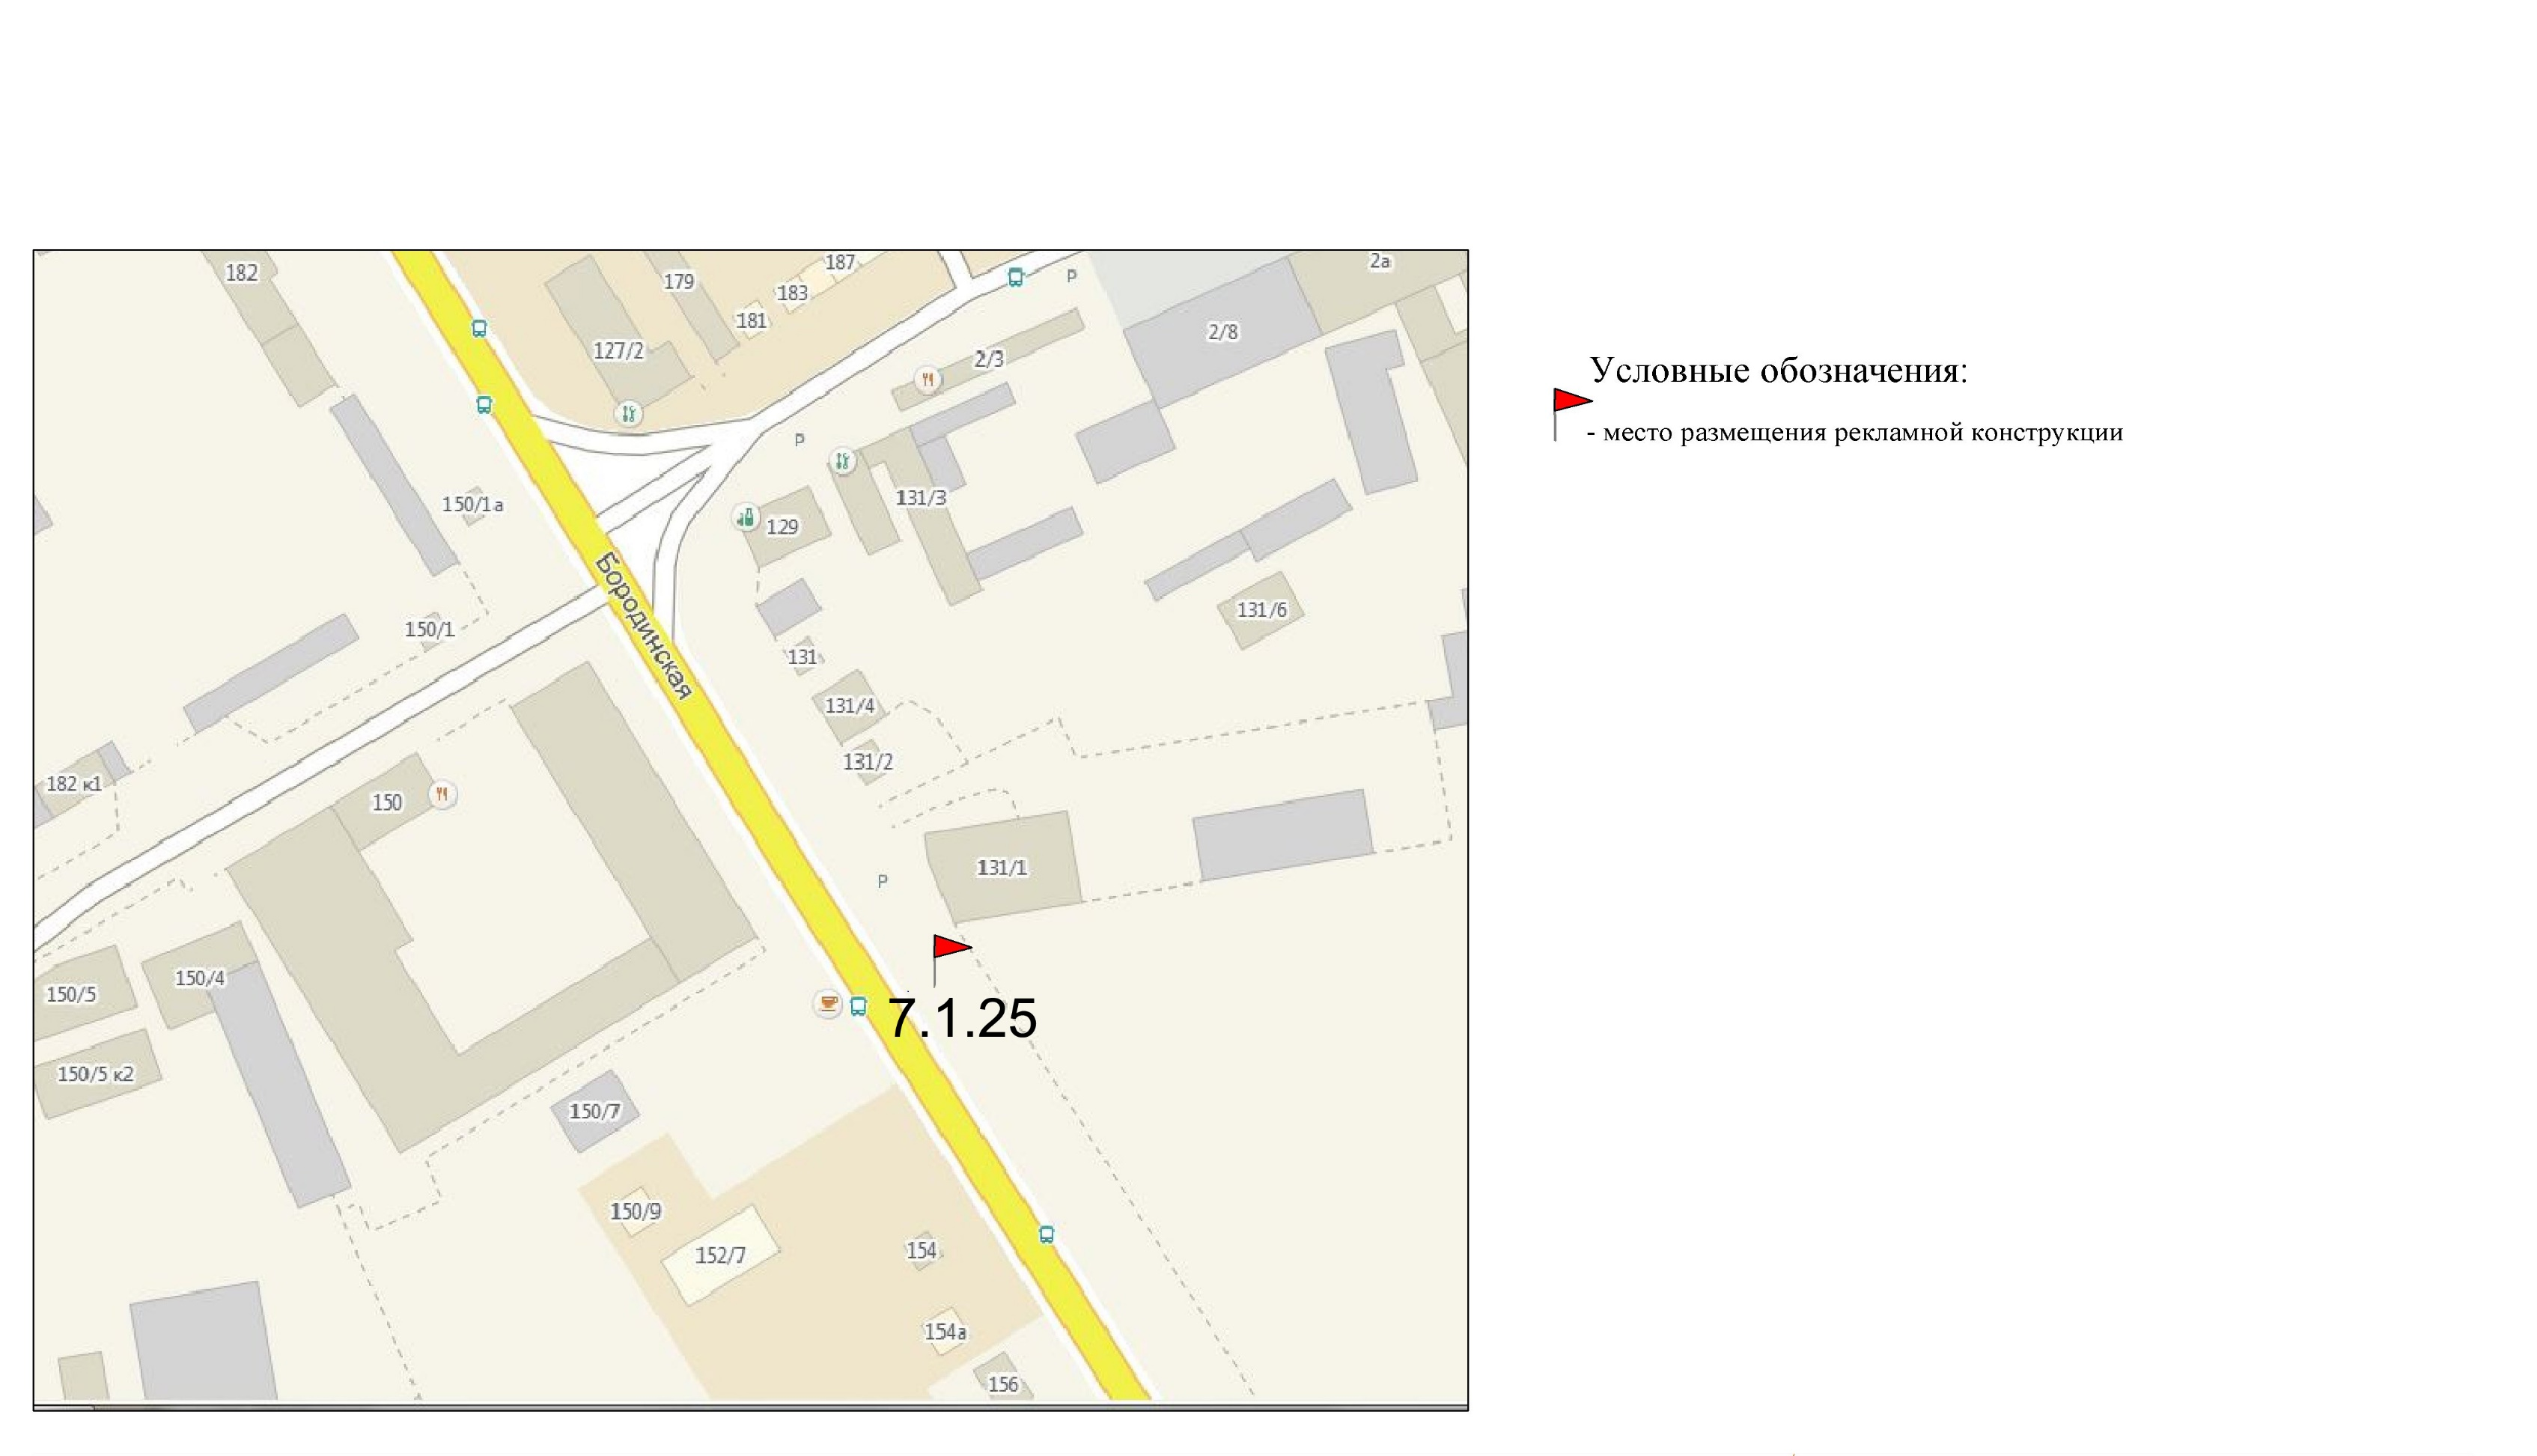 182
179
187
183
181
2а
127/2
2/3
2/8
Условные обозначения:
- место размещения рекламной конструкции
P
P
150/1а
131/3
129
Бородинская
131/6
150/1
131
131/4
131/2
182 к1
150
131/1
P
150/4
150/5
7.1.25
150/5 к2
150/7
150/9
152/7
154
154а
156